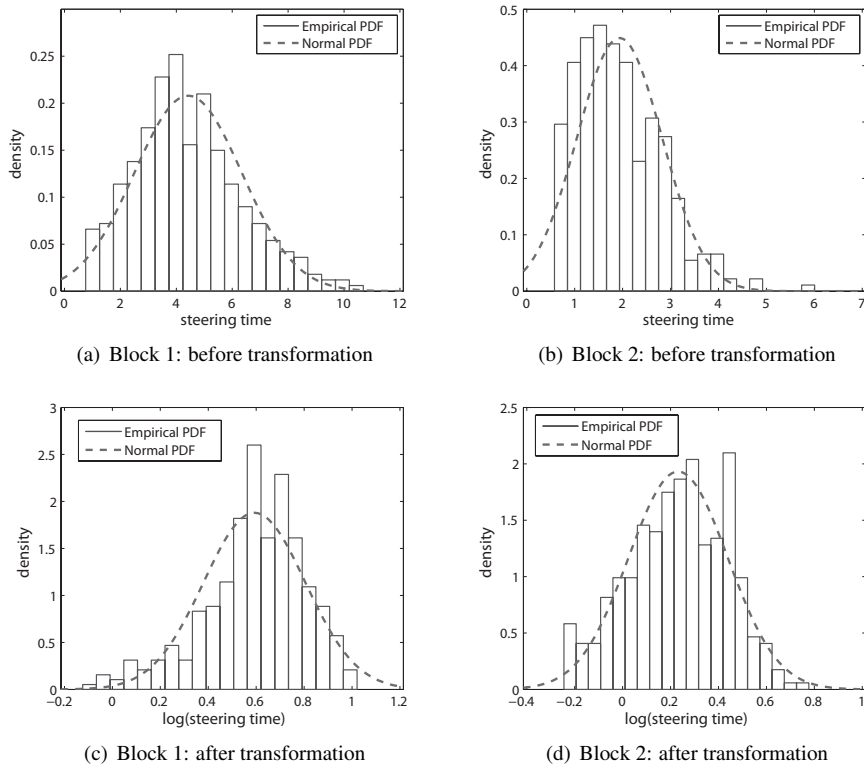 Empirical PDF
Normal PDF
0.25
0.2
0.15
0.1
0.05
0
density
0 2 4 6 8 10 12
steering time
(a) Block 1: before transformation
Empirical PDF
Normal PDF
0.5
0.4
0.3
0.2
0.1
0
density
0 1 2 3 4 5 6 7
steering time
(b) Block 2: before transformation
Empirical PDF
Normal PDF
3
2.5
2
1.5
1
0.5
0
density
−0.2 0 0.2 0.4 0.6 0.8 1.0 1.2
log(steering time)
(c) Block 1: after transformation
Empirical PDF
Normal PDF
2.5
2
1.5
1
0.5
0
density
−0.4 −0.2 0 0.2 0.4 0.6 0.8 1
log(steering time)
(d) Block 2: after transformation